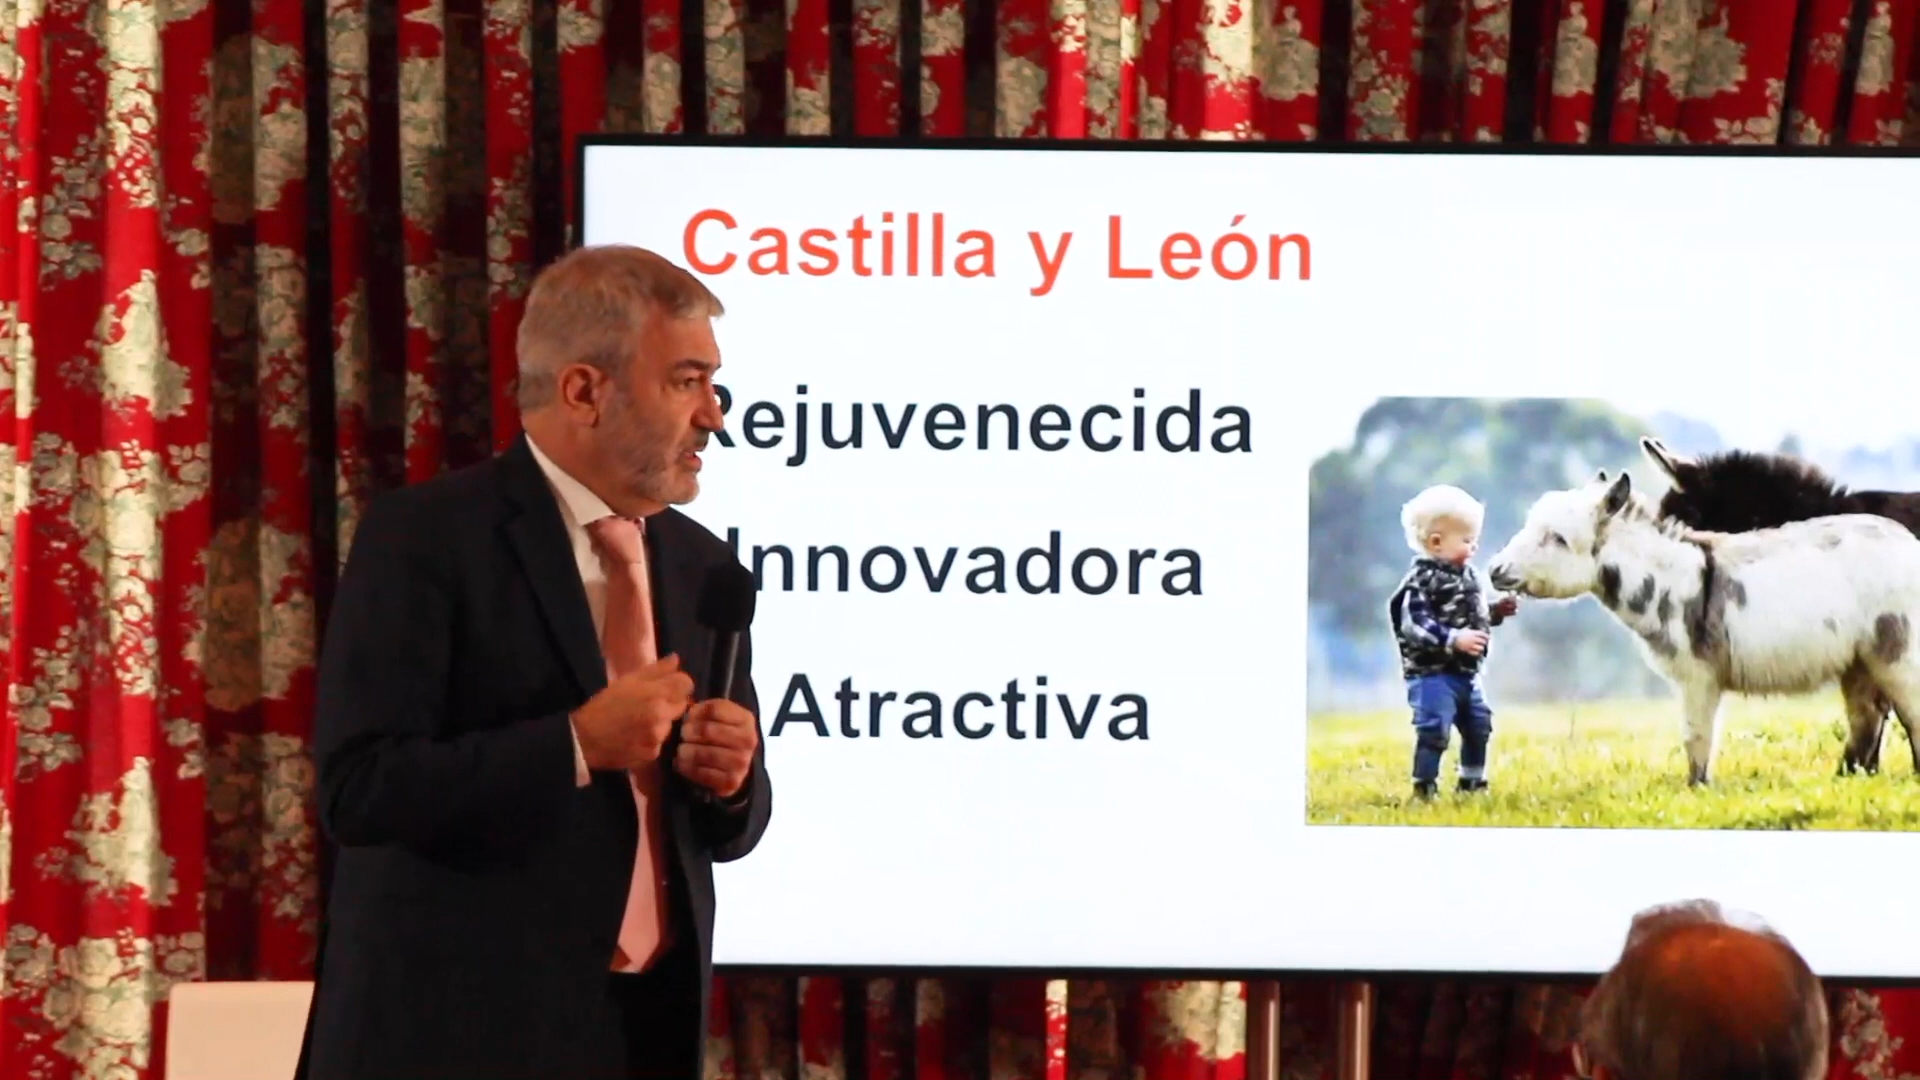 Castilla y León
Rejuvenecida
Innovadora
Atractiva